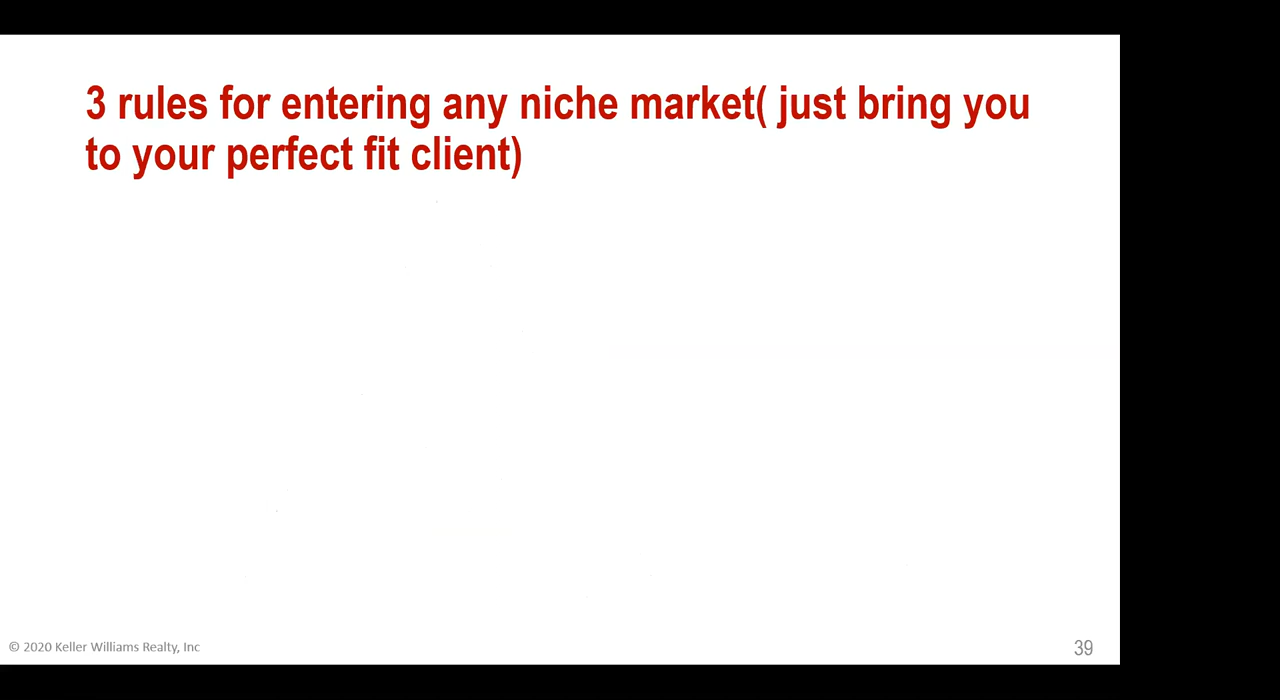 3 rules for entering any niche market( just bring you
to your perfect fit client)
© 2020 Keller Williams Realty, Inc
39